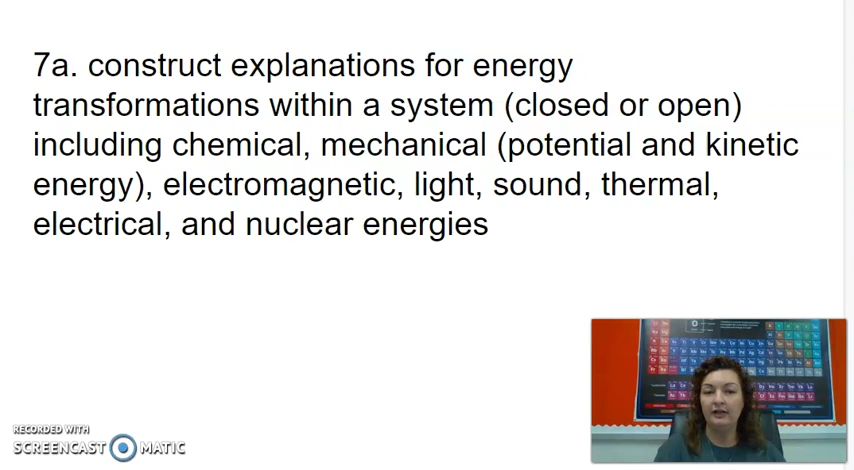 7a. construct explanations for energy
transformations within a system (closed or open)
including chemical, mechanical (potential and kinetic
energy), electromagnetic, light, sound, thermal,
electrical, and nuclear energies
RECORDED WITH
SCREENCAST MATIC